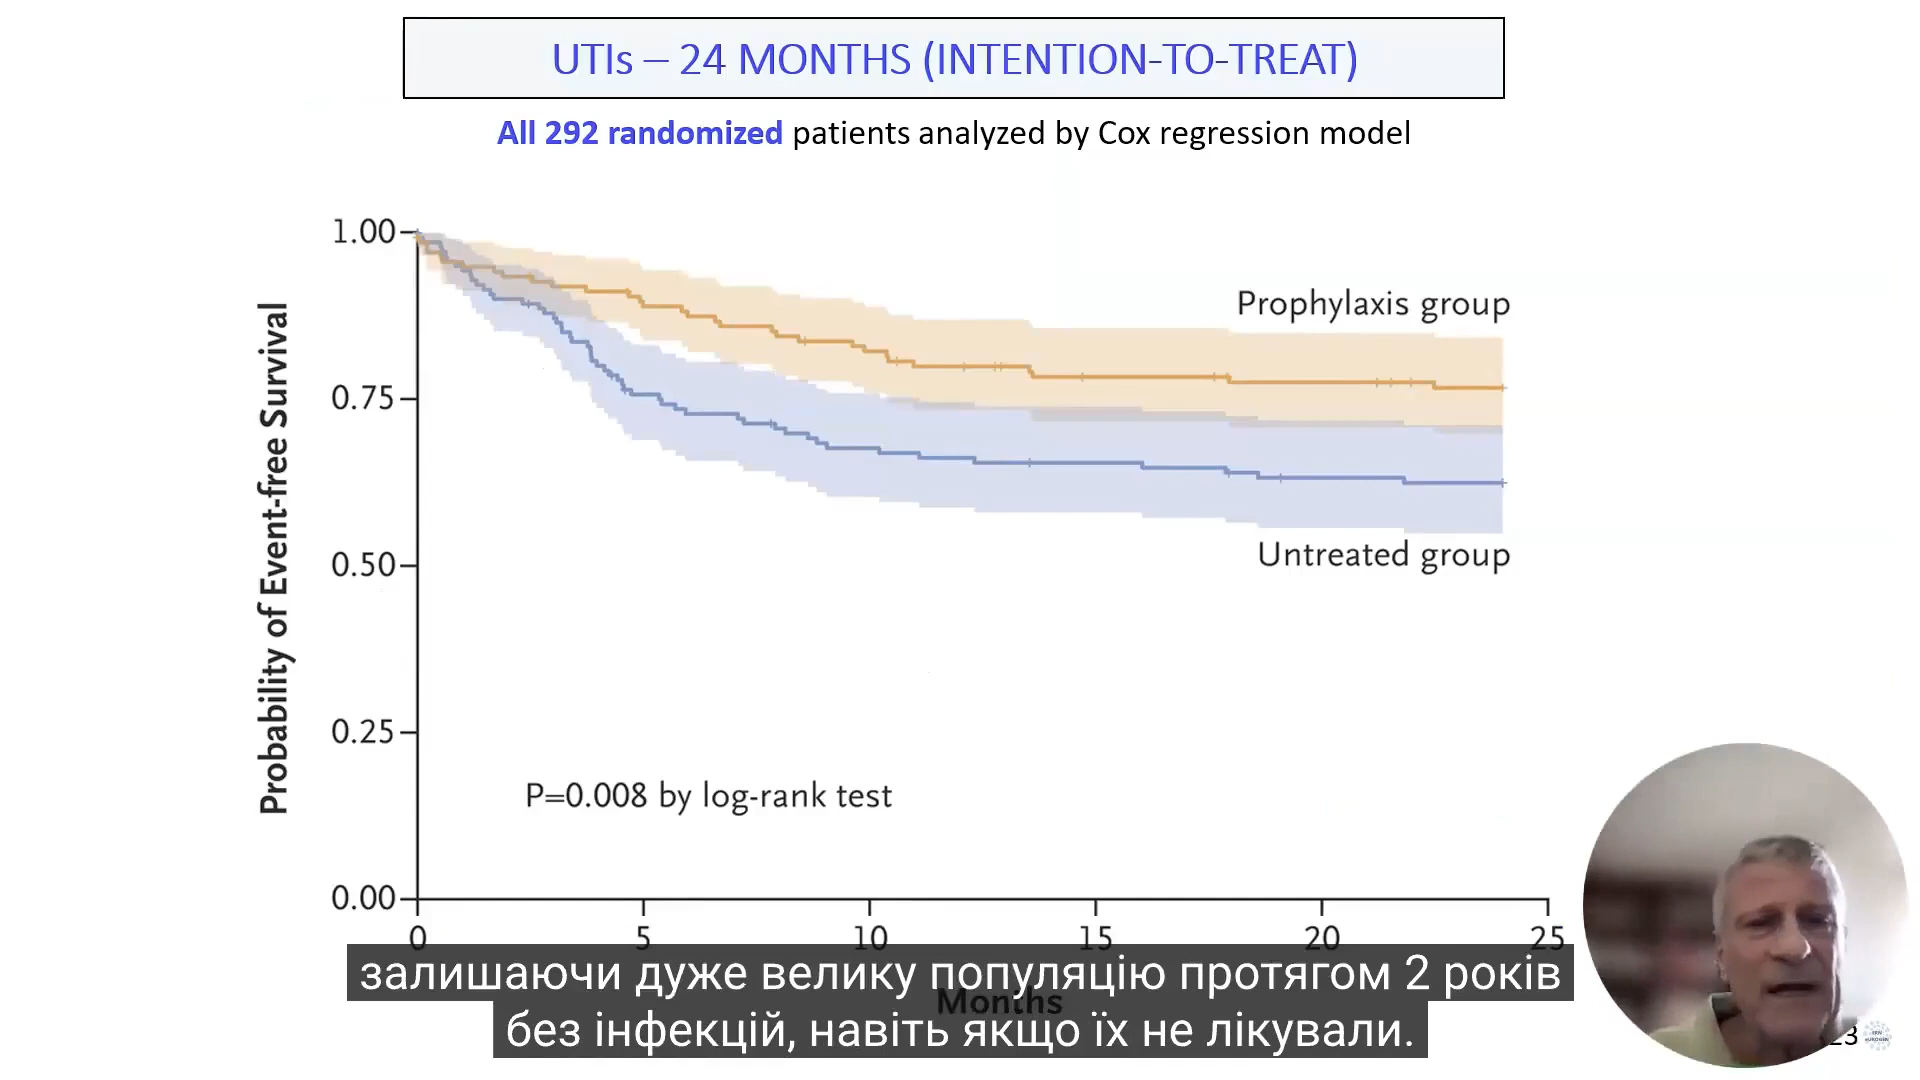 UTIs – 24 MONTHS (INTENTION-TO-TREAT)
All 292 randomized patients analyzed by Cox regression model
1.00
0.75
0.50
0.25
0.00
Probability of Event-free Survival
Prophylaxis group
Untreated group
P=0.008 by log-rank test
0 5 10 15 20 25
Months
залишаючи дуже велику популяцію протягом 2 років
без інфекцій, навіть якщо їх не лікували.
23